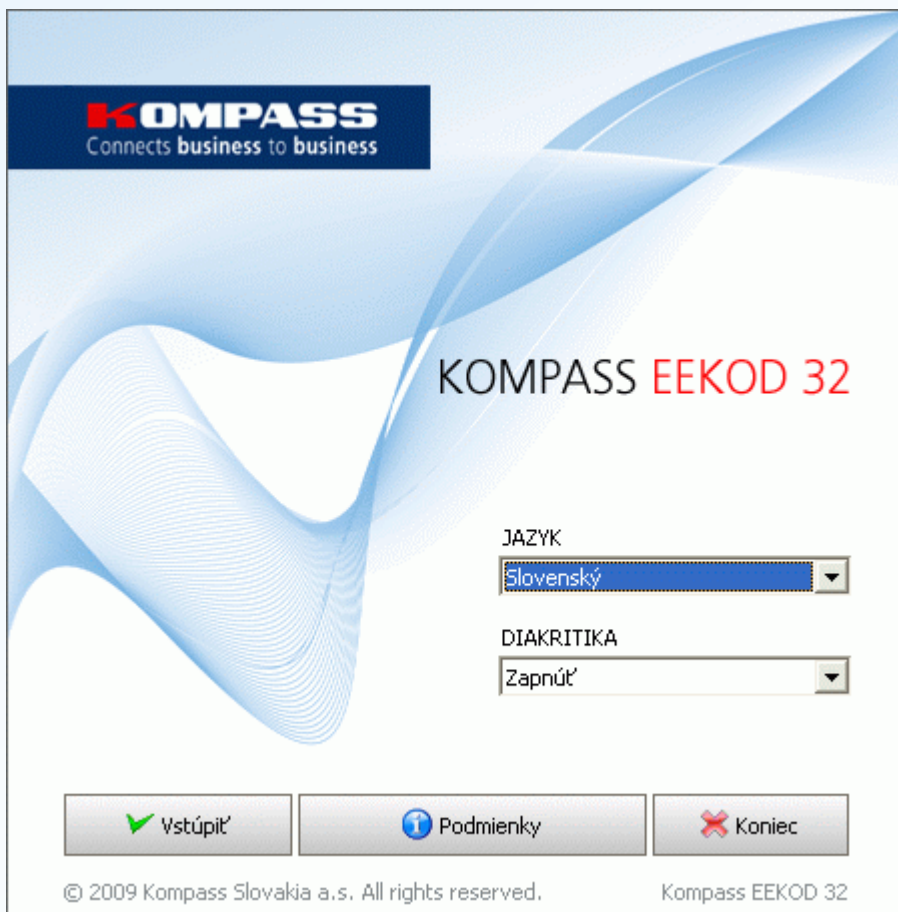 KOMPASS
Connects business to business
KOMPASS EEKOD 32
JAZYK
Slovenský
DIAKRITIKA
Zapnúť
Vstúpiť
Podmienky
Koniec
© 2009 Kompass Slovakia a.s. All rights reserved.
Kompass EEKOD 32